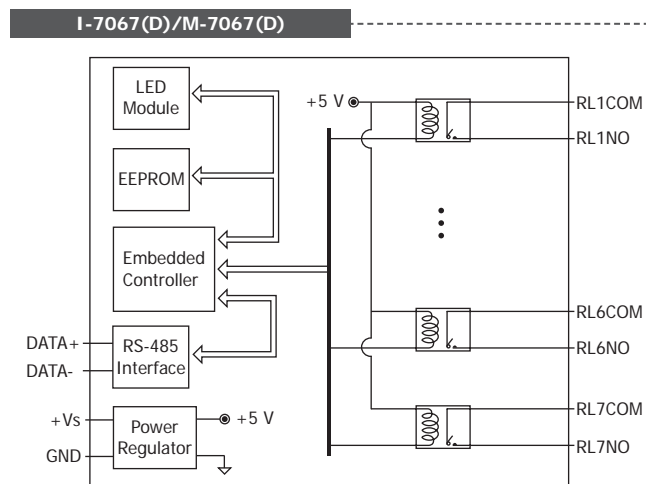 I-7067(D)/M-7067(D)
LED
Module
EEPROM
Embedded
Controller
RS-485
Interface
Power
Regulator
DATA+
DATA-
+Vs
GND
+5 V
+5 V
RL1COM
RL1NO
RL6COM
RL6NO
RL7COM
RL7NO